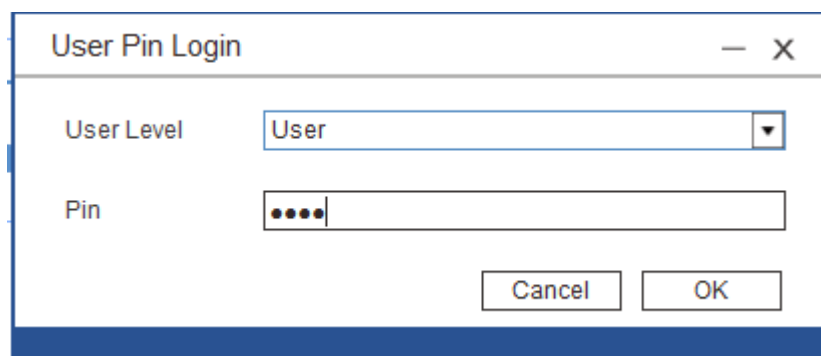 User Pin Login
User Level User
Pin ●●●●
Cancel OK